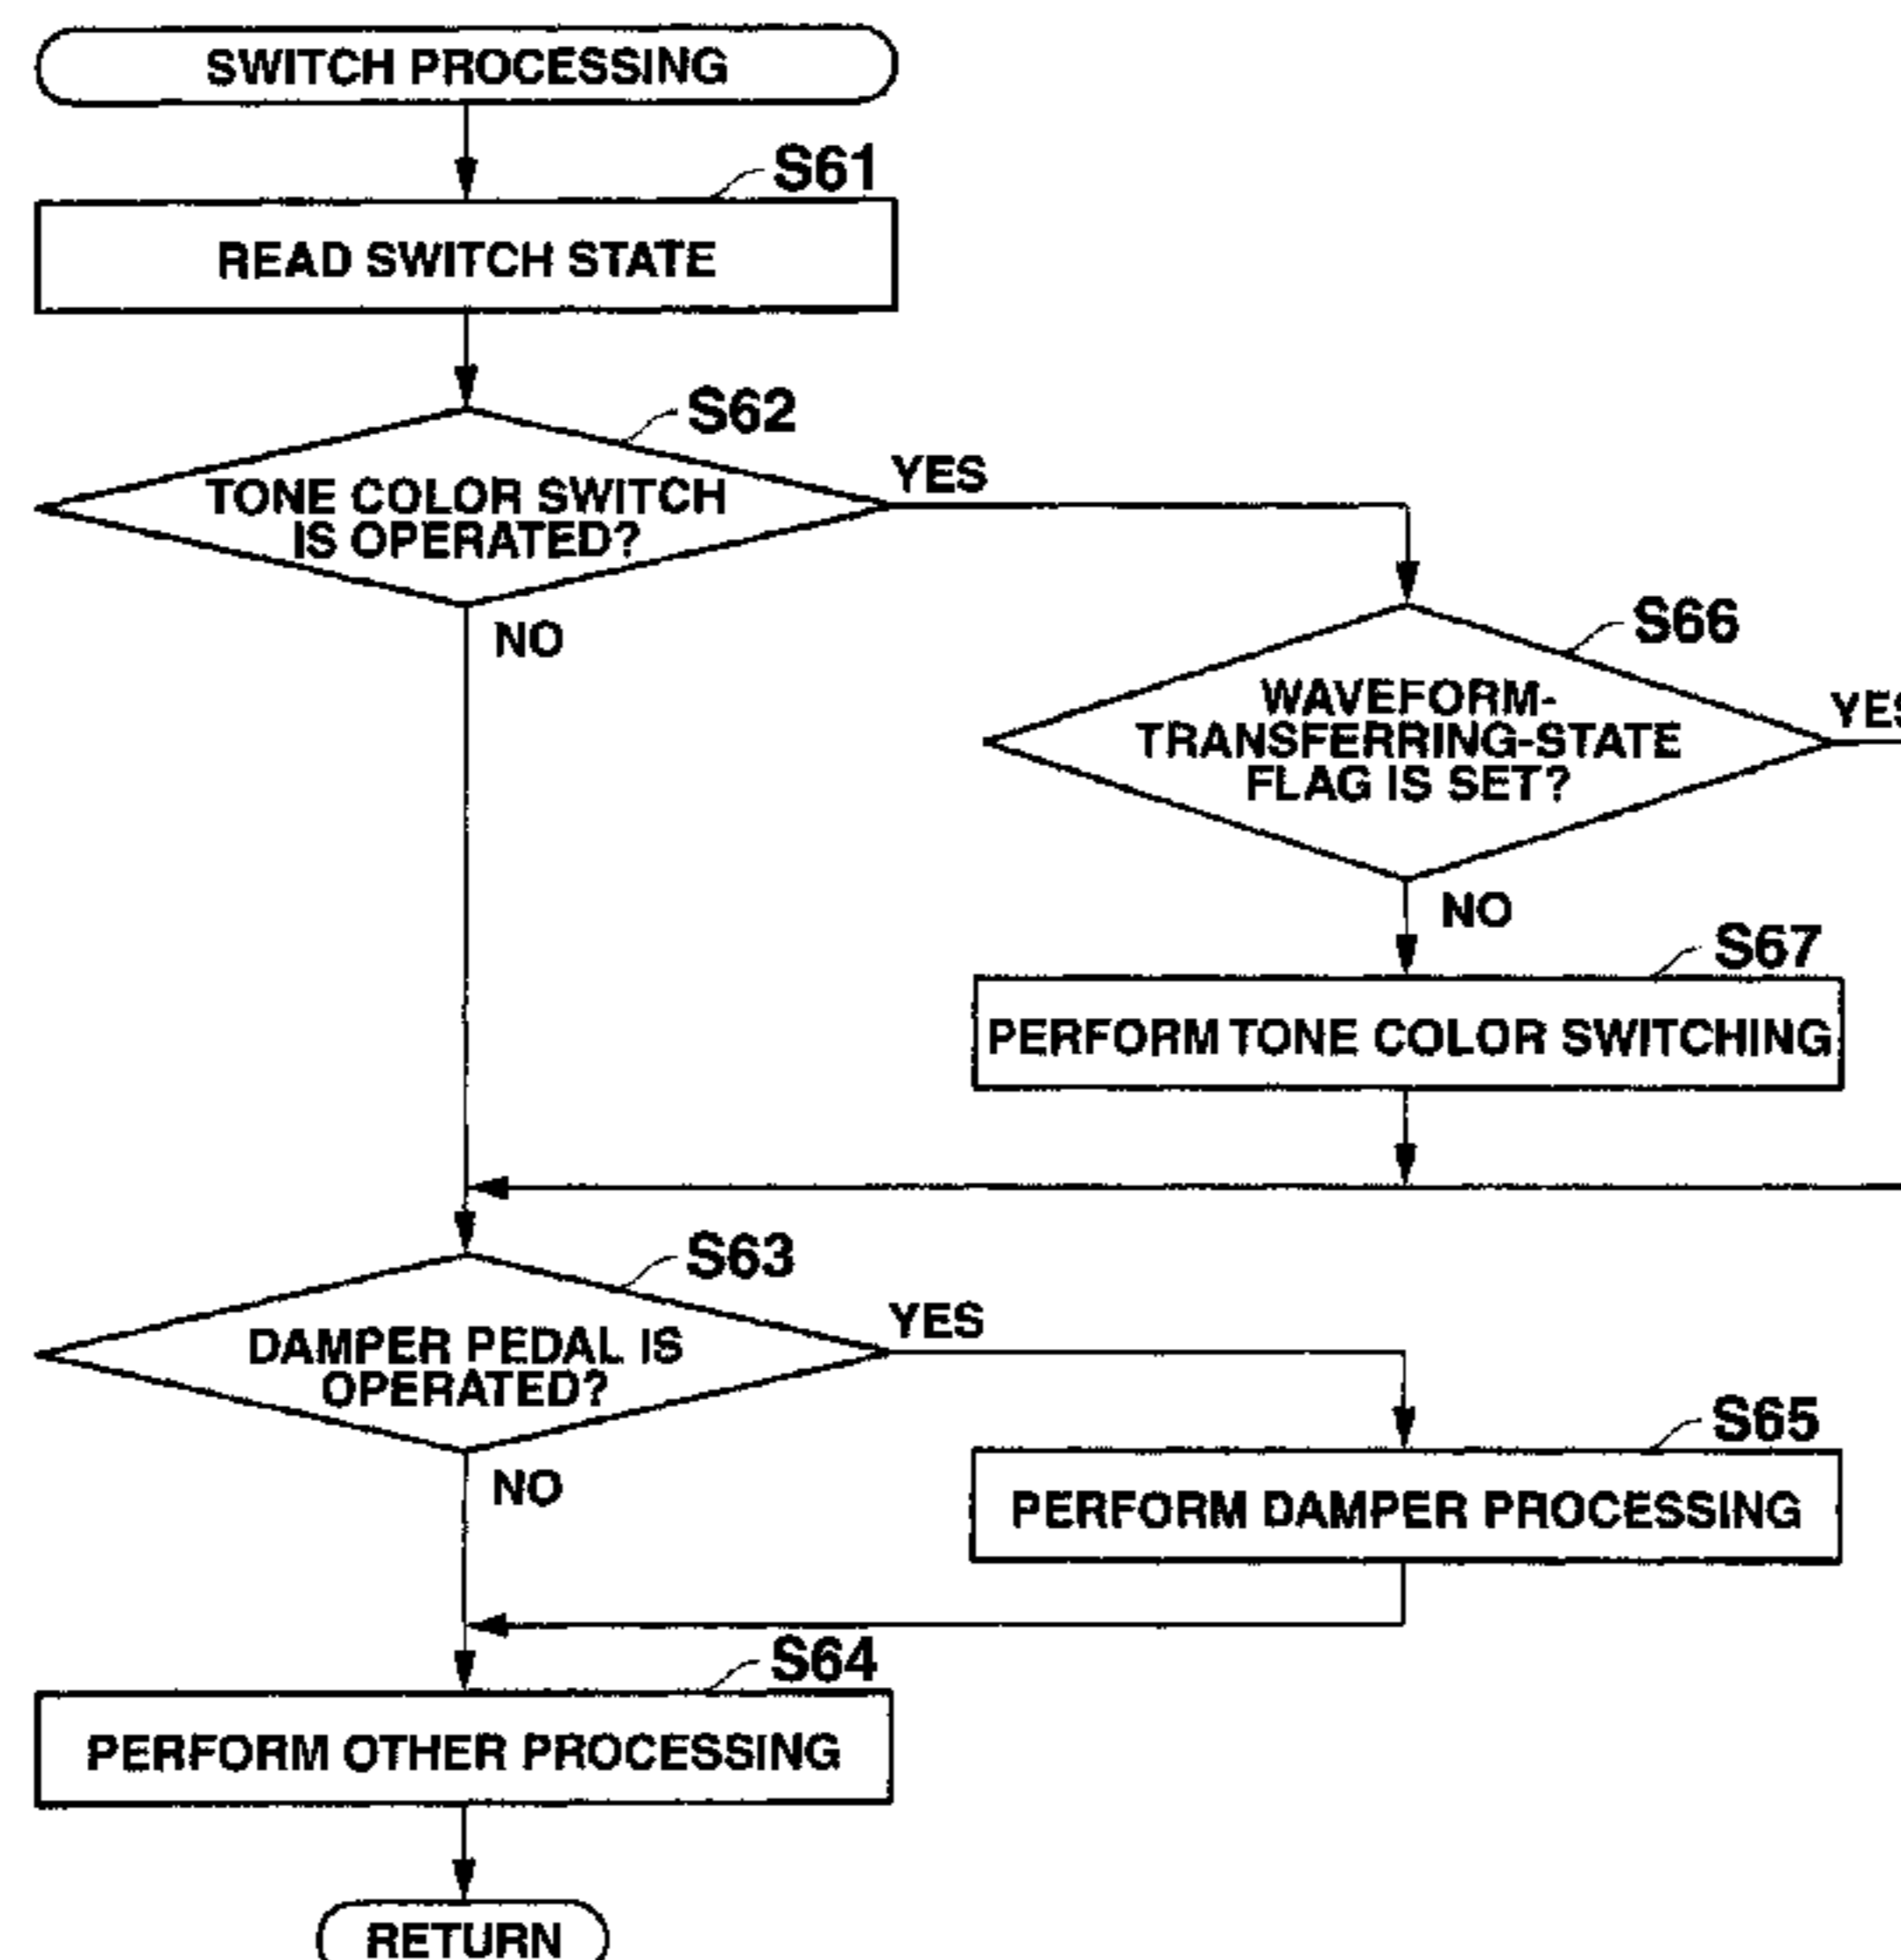 SWITCH PROCESSING
S61
READ SWITCH STATE
S62
TONE COLOR SWITCH
IS OPERATED?
YES
NO
S66
WAVEFORM-
TRANSFERRING-STATE
FLAG IS SET?
YES
NO
S67
PERFORM TONE COLOR SWITCHING
S63
DAMPER PEDAL IS
OPERATED?
YES
NO
S65
PERFORM DAMPER PROCESSING
S64
PERFORM OTHER PROCESSING
RETURN